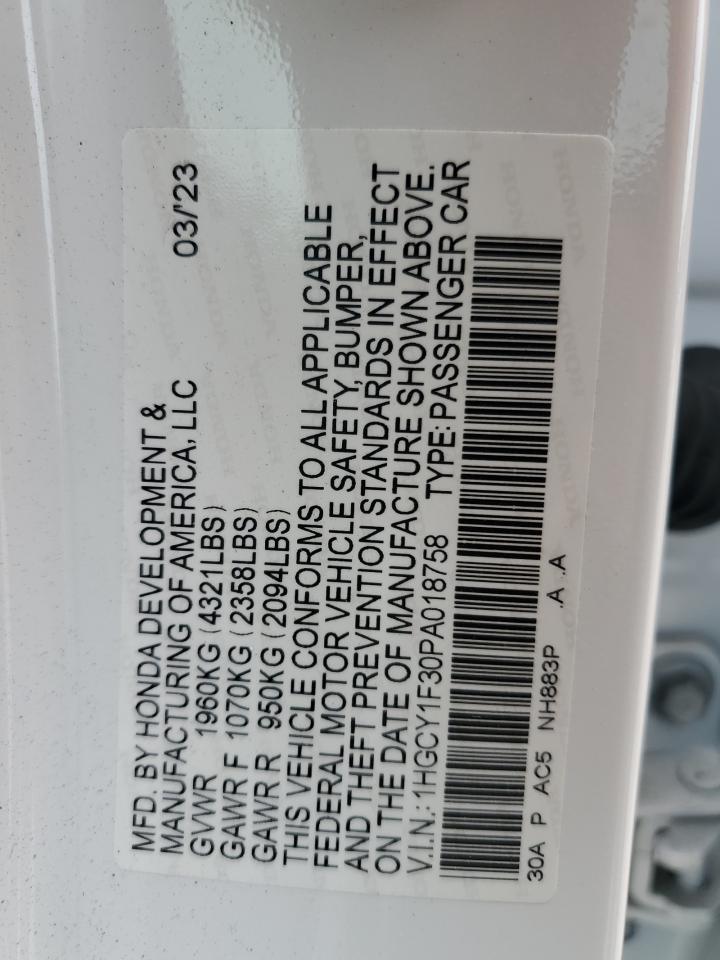 MFD. BY HONDA DEVELOPMENT &
MANUFACTURING OF AMERICA, LLC 03/'23
GVWR 1960KG (4321LBS)
GAWR F 1070KG (2358LBS)
GAWR R 950KG (2094LBS)
THIS VEHICLE CONFORMS TO ALL APPLICABLE
FEDERAL MOTOR VEHICLE SAFETY, BUMPER,
AND THEFT PREVENTION STANDARDS IN EFFECT
ON THE DATE OF MANUFACTURE SHOWN ABOVE.
V.I.N.: 1HGCY1F30PA018758 TYPE: PASSENGER CAR
30A P AC5 NH883P .A .A